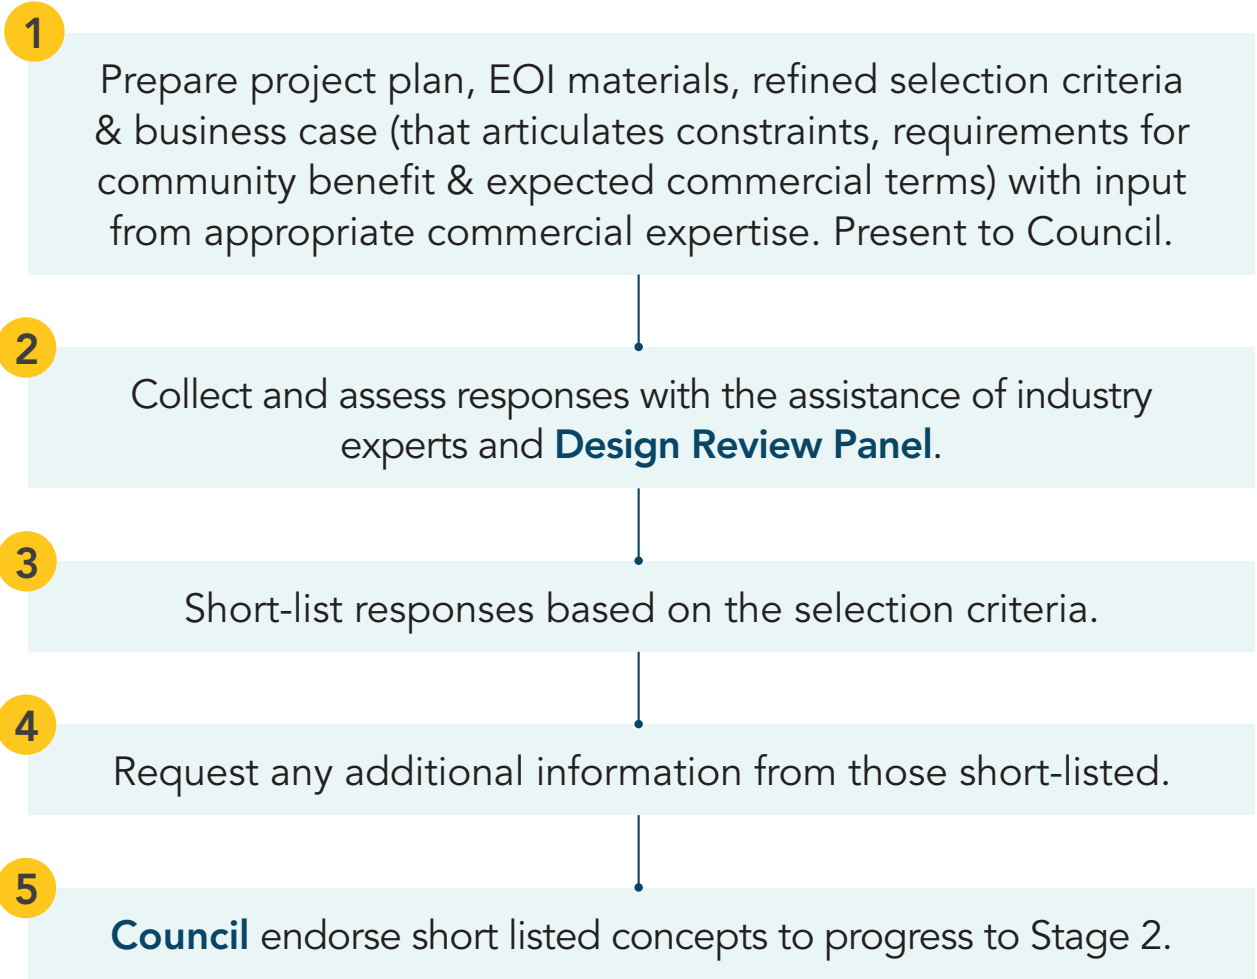 1
Prepare project plan, EOI materials, refined selection criteria
& business case (that articulates constraints, requirements for
community benefit & expected commercial terms) with input
from appropriate commercial expertise. Present to Council.
2
Collect and assess responses with the assistance of industry
experts and Design Review Panel.
3
Short-list responses based on the selection criteria.
4
Request any additional information from those short-listed.
5
Council endorse short listed concepts to progress to Stage 2.